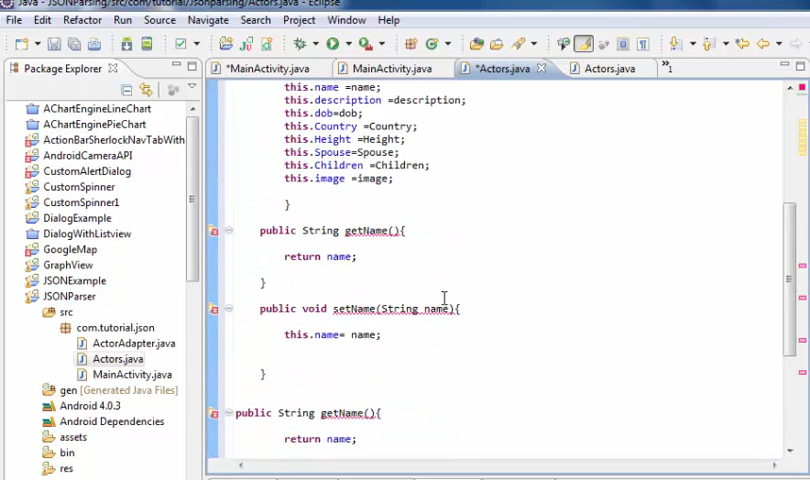 Java - JSONParsing/src/com/tutorial/Jsonparsing/Actors.java - Eclipse
File Edit Refactor Run Source Navigate Search Project Window Help
Package Explorer
*MainActivity.java MainActivity.java *Actors.java Actors.java »1
AChartEngineLineChart
AChartEnginePieChart
ActionBarSherlockNavTabWith
AndroidCameraAPI
CustomAlertDialog
CustomSpinner
CustomSpinner1
DialogExample
DialogWithListview
GoogleMap
GraphView
JSONExample
JSONParser
src
com.tutorial.json
ActorAdapter.java
Actors.java
MainActivity.java
gen [Generated Java Files]
Android 4.0.3
Android Dependencies
assets
bin
res
this.name =name;
this.description =description;
this.dob=dob;
this.Country =Country;
this.Height =Height;
this.Spouse=Spouse;
this.Children =Children;
this.image =image;
}
public String getName(){
return name;
}
public void setName(String name){
this.name= name;
}
public String getName(){
return name;